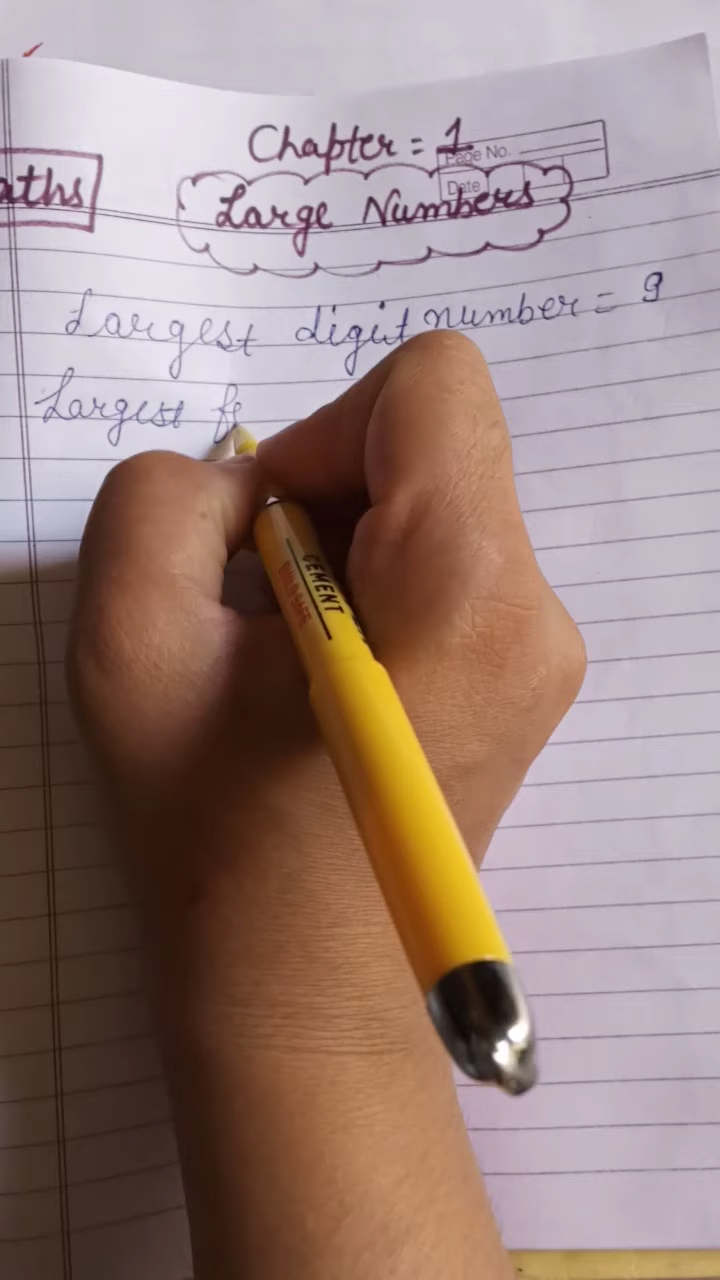 Chapter = 1
Page No.
Date
aths
Large Numbers
Largest digit number = 9
Largest
CEMENT